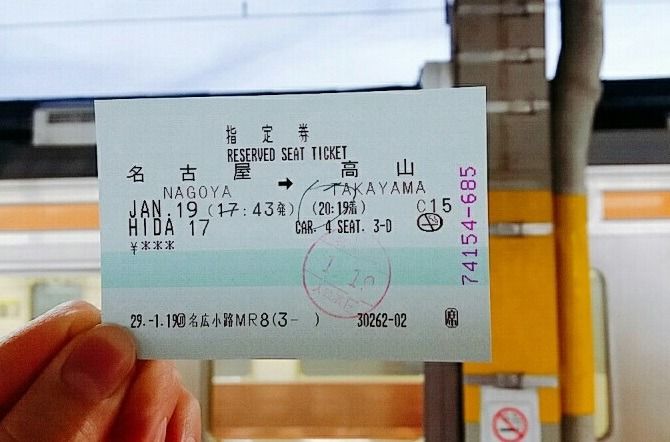 指定券
RESERVED SEAT TICKET
名古屋 ➡ 高山
NAGOYA TAKAYAMA
JAN.19 (17:43発) (20:19着) C15
HIDA 17 CAR. 4 SEAT. 3-D
¥***
29.-1.19 名広小路MR8(3- ) 30262-02
74154-685